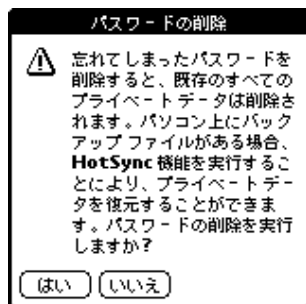 パスワードの削除
忘れてしまったパスワードを
削除すると、既存のすべての
プライベートデータは削除さ
れます。パソコン上にバック
アップファイルがある場合、
HotSync 機能を実行するこ
とにより、プライベートデー
タを復元することができま
す。パスワードの削除を実行
しますか?
はい いいえ